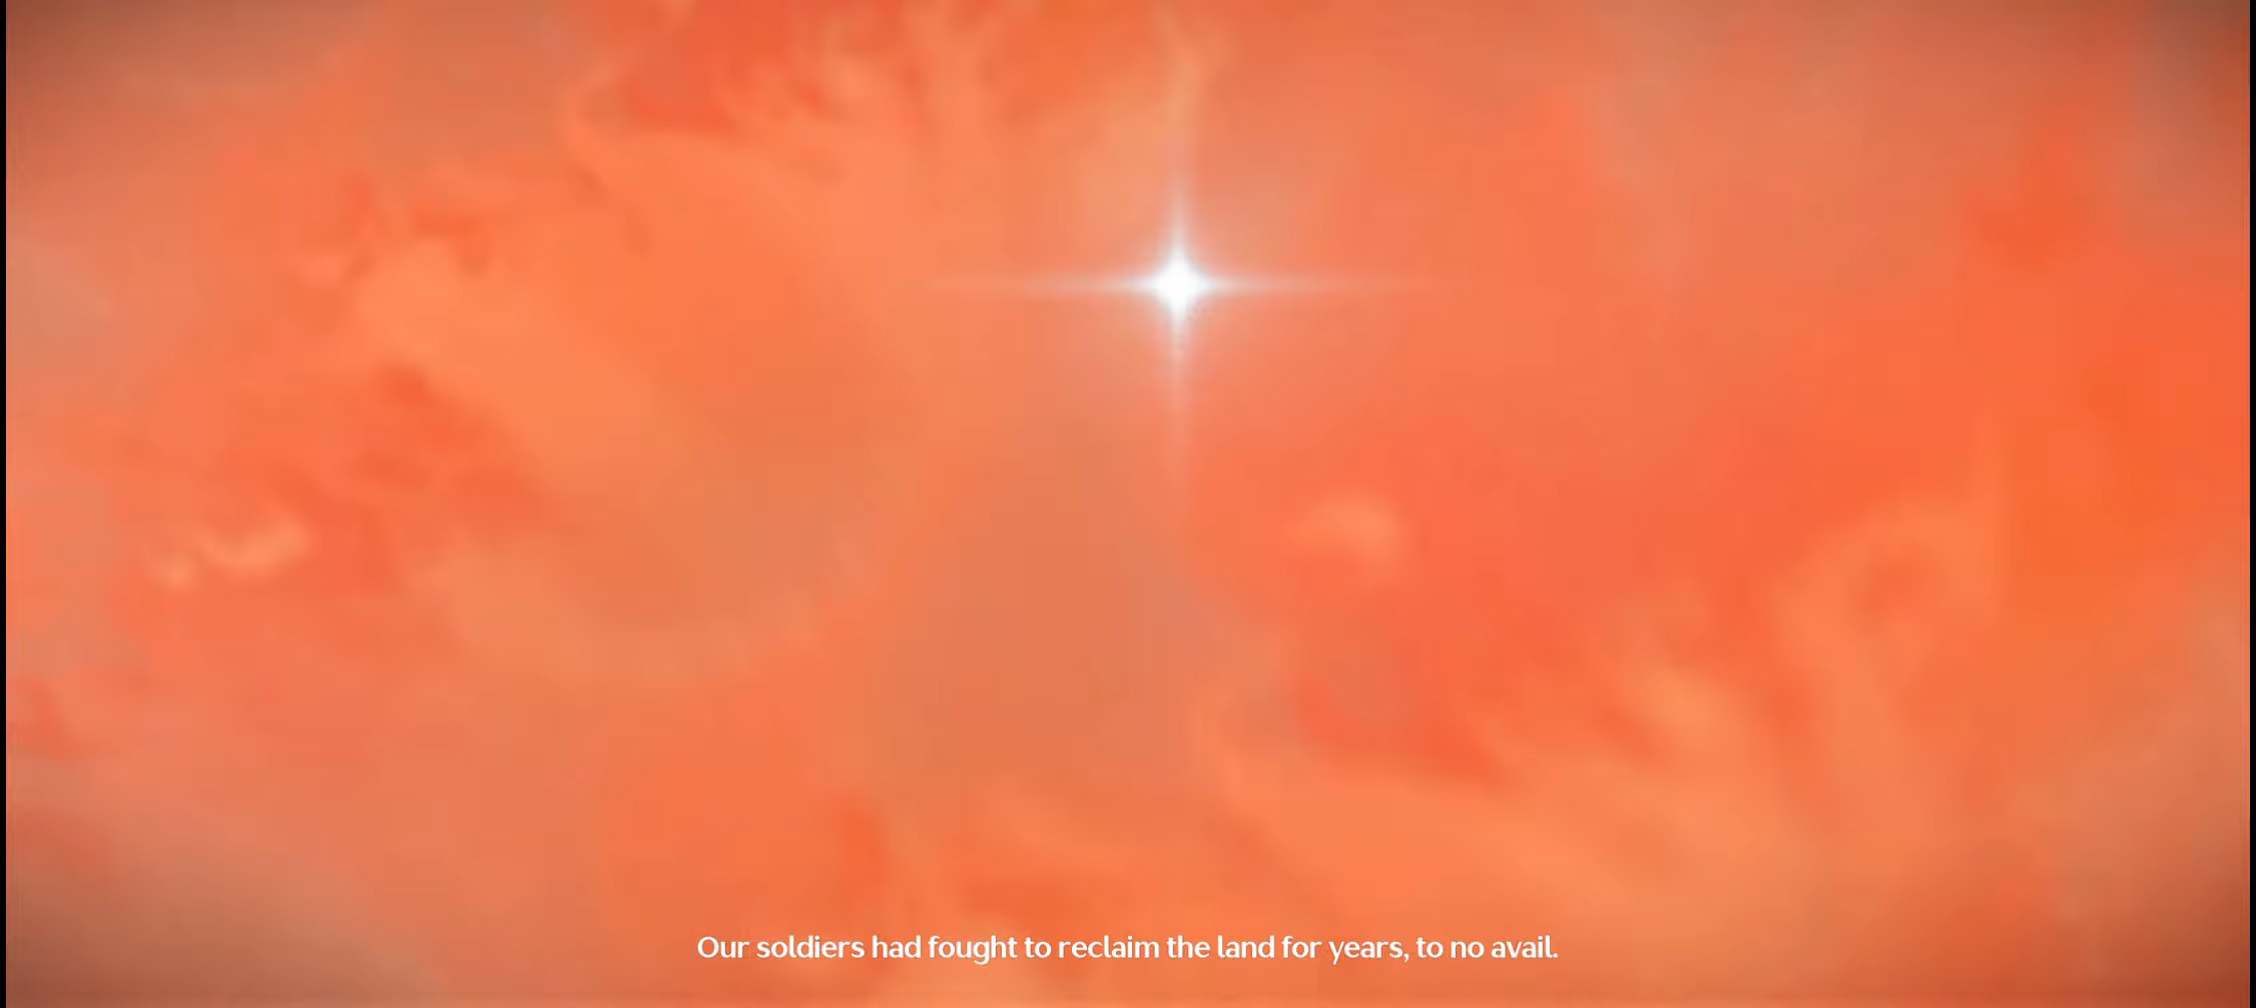 Our soldiers had fought to reclaim the land for years, to no avail.